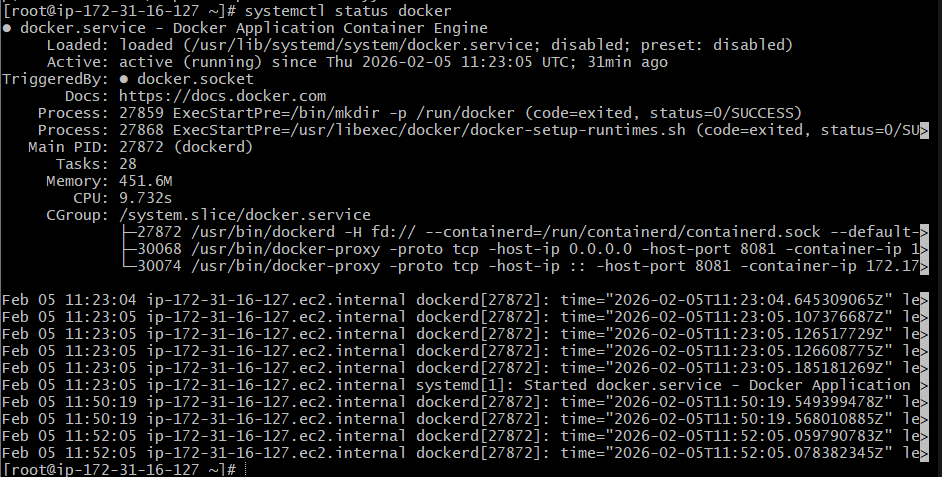 [root@ip-172-31-16-127 ~]# systemctl status docker
● docker.service - Docker Application Container Engine
     Loaded: loaded (/usr/lib/systemd/system/docker.service; disabled; preset: disabled)
     Active: active (running) since Thu 2026-02-05 11:23:05 UTC; 31min ago
TriggeredBy: ● docker.socket
       Docs: https://docs.docker.com
    Process: 27859 ExecStartPre=/bin/mkdir -p /run/docker (code=exited, status=0/SUCCESS)
    Process: 27868 ExecStartPre=/usr/libexec/docker/docker-setup-runtimes.sh (code=exited, status=0/SU>
   Main PID: 27872 (dockerd)
      Tasks: 28
     Memory: 451.6M
        CPU: 9.732s
     CGroup: /system.slice/docker.service
             ├─27872 /usr/bin/dockerd -H fd:// --containerd=/run/containerd/containerd.sock --default->
             ├─30068 /usr/bin/docker-proxy -proto tcp -host-ip 0.0.0.0 -host-port 8081 -container-ip 1>
             └─30074 /usr/bin/docker-proxy -proto tcp -host-ip :: -host-port 8081 -container-ip 172.17>

Feb 05 11:23:04 ip-172-31-16-127.ec2.internal dockerd[27872]: time="2026-02-05T11:23:04.645309065Z" le>
Feb 05 11:23:05 ip-172-31-16-127.ec2.internal dockerd[27872]: time="2026-02-05T11:23:05.107376687Z" le>
Feb 05 11:23:05 ip-172-31-16-127.ec2.internal dockerd[27872]: time="2026-02-05T11:23:05.126517729Z" le>
Feb 05 11:23:05 ip-172-31-16-127.ec2.internal dockerd[27872]: time="2026-02-05T11:23:05.126608775Z" le>
Feb 05 11:23:05 ip-172-31-16-127.ec2.internal dockerd[27872]: time="2026-02-05T11:23:05.185181269Z" le>
Feb 05 11:23:05 ip-172-31-16-127.ec2.internal systemd[1]: Started docker.service - Docker Application >
Feb 05 11:50:19 ip-172-31-16-127.ec2.internal dockerd[27872]: time="2026-02-05T11:50:19.549399478Z" le>
Feb 05 11:50:19 ip-172-31-16-127.ec2.internal dockerd[27872]: time="2026-02-05T11:50:19.568010885Z" le>
Feb 05 11:52:05 ip-172-31-16-127.ec2.internal dockerd[27872]: time="2026-02-05T11:52:05.059790783Z" le>
Feb 05 11:52:05 ip-172-31-16-127.ec2.internal dockerd[27872]: time="2026-02-05T11:52:05.078382345Z" le>
[root@ip-172-31-16-127 ~]#